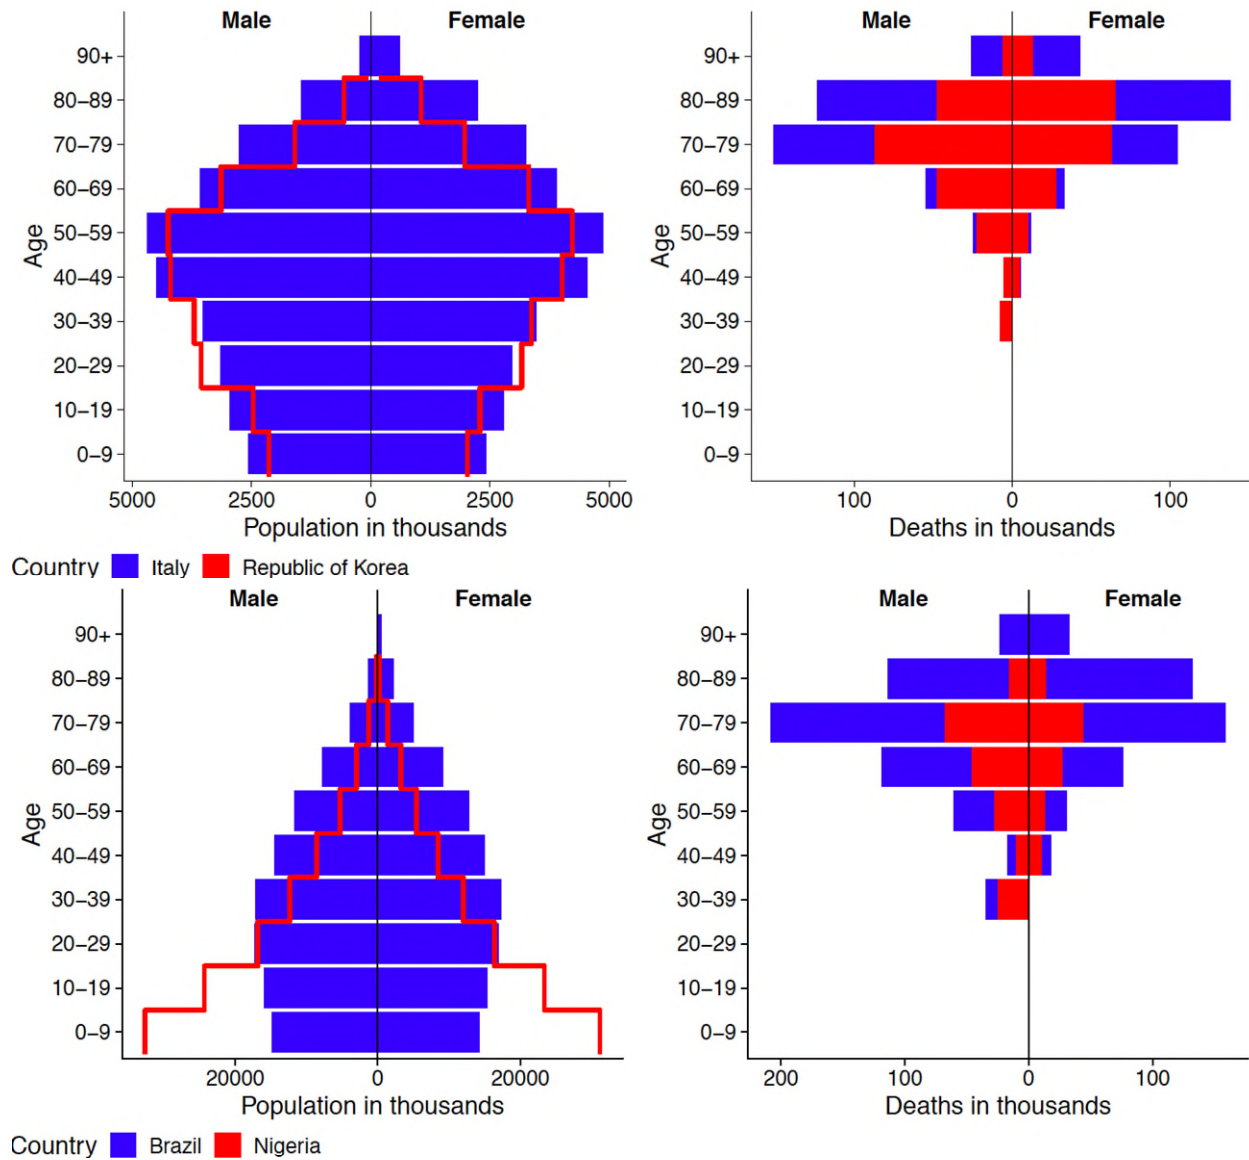 Male Female
90+
80–89
70–79
60–69
50–59
40–49
30–39
20–29
10–19
0–9
Age
5000 2500 0 2500 5000
Population in thousands
Male Female
90+
80–89
70–79
60–69
50–59
40–49
30–39
20–29
10–19
0–9
Age
100 0 100
Deaths in thousands
Country Italy Republic of Korea
Male Female
90+
80–89
70–79
60–69
50–59
40–49
30–39
20–29
10–19
0–9
Age
20000 0 20000
Population in thousands
Male Female
90+
80–89
70–79
60–69
50–59
40–49
30–39
20–29
10–19
0–9
Age
200 100 0 100
Deaths in thousands
Country Brazil Nigeria